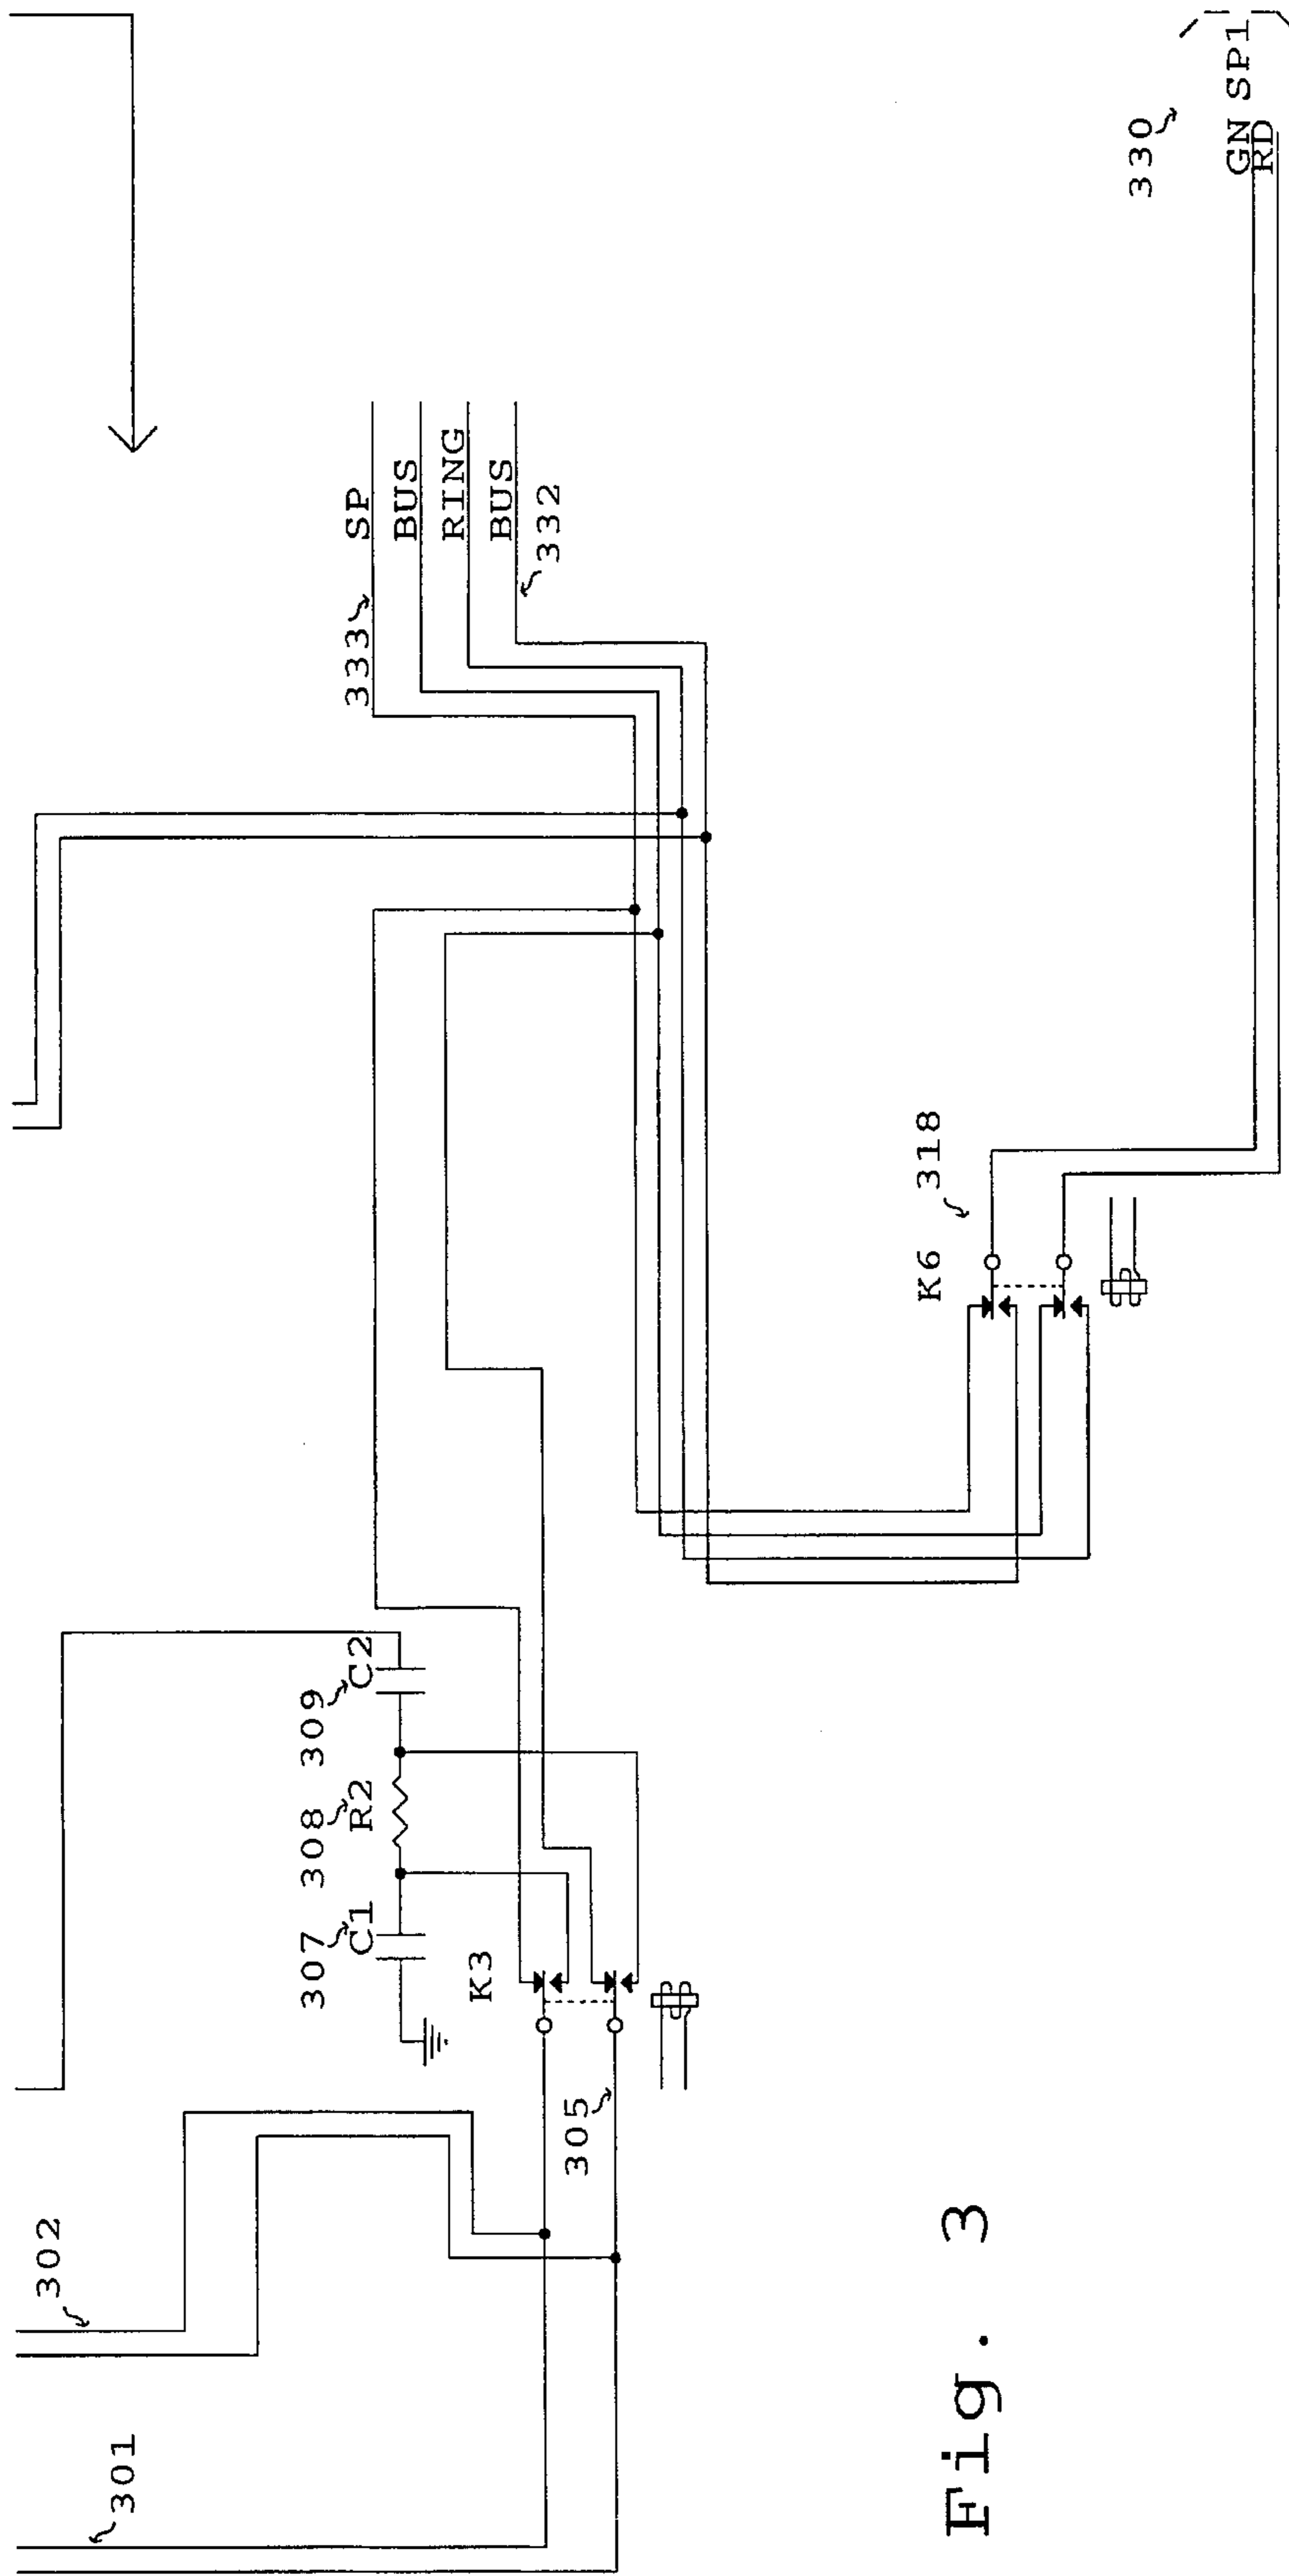 301
302
305
307
C1
308
R2
309
C2
K3
K6
318
333
SP
BUS
RING
BUS
332
330
GN SP1
RD
Fig. 3